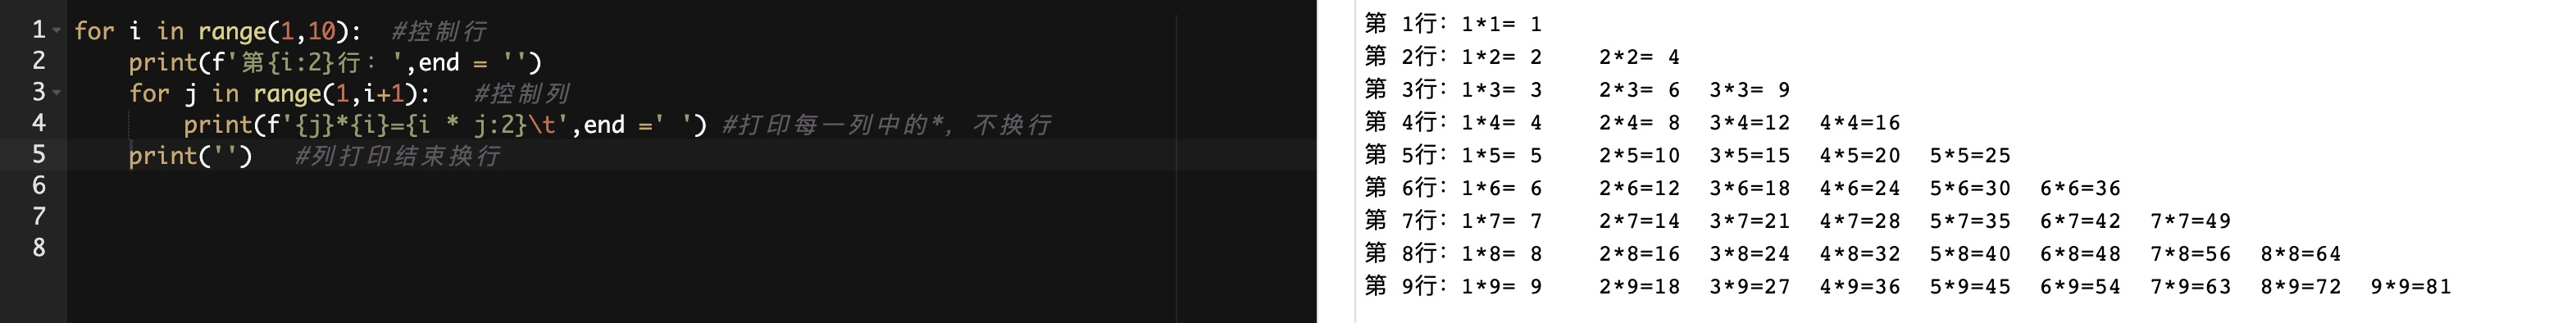 1 for i in range(1,10):  #控制行
2     print(f'第{i:2}行：',end = '')
3     for j in range(1,i+1):   #控制列
4         print(f'{j}*{i}={i * j:2}\t',end =' ') #打印每一列中的*, 不换行
5     print('')   #列打印结束换行
6
7
8
第 1行：1*1= 1
第 2行：1*2= 2    2*2= 4
第 3行：1*3= 3    2*3= 6  3*3= 9
第 4行：1*4= 4    2*4= 8  3*4=12  4*4=16
第 5行：1*5= 5    2*5=10  3*5=15  4*5=20  5*5=25
第 6行：1*6= 6    2*6=12  3*6=18  4*6=24  5*6=30  6*6=36
第 7行：1*7= 7    2*7=14  3*7=21  4*7=28  5*7=35  6*7=42  7*7=49
第 8行：1*8= 8    2*8=16  3*8=24  4*8=32  5*8=40  6*8=48  7*8=56  8*8=64
第 9行：1*9= 9    2*9=18  3*9=27  4*9=36  5*9=45  6*9=54  7*9=63  8*9=72  9*9=81